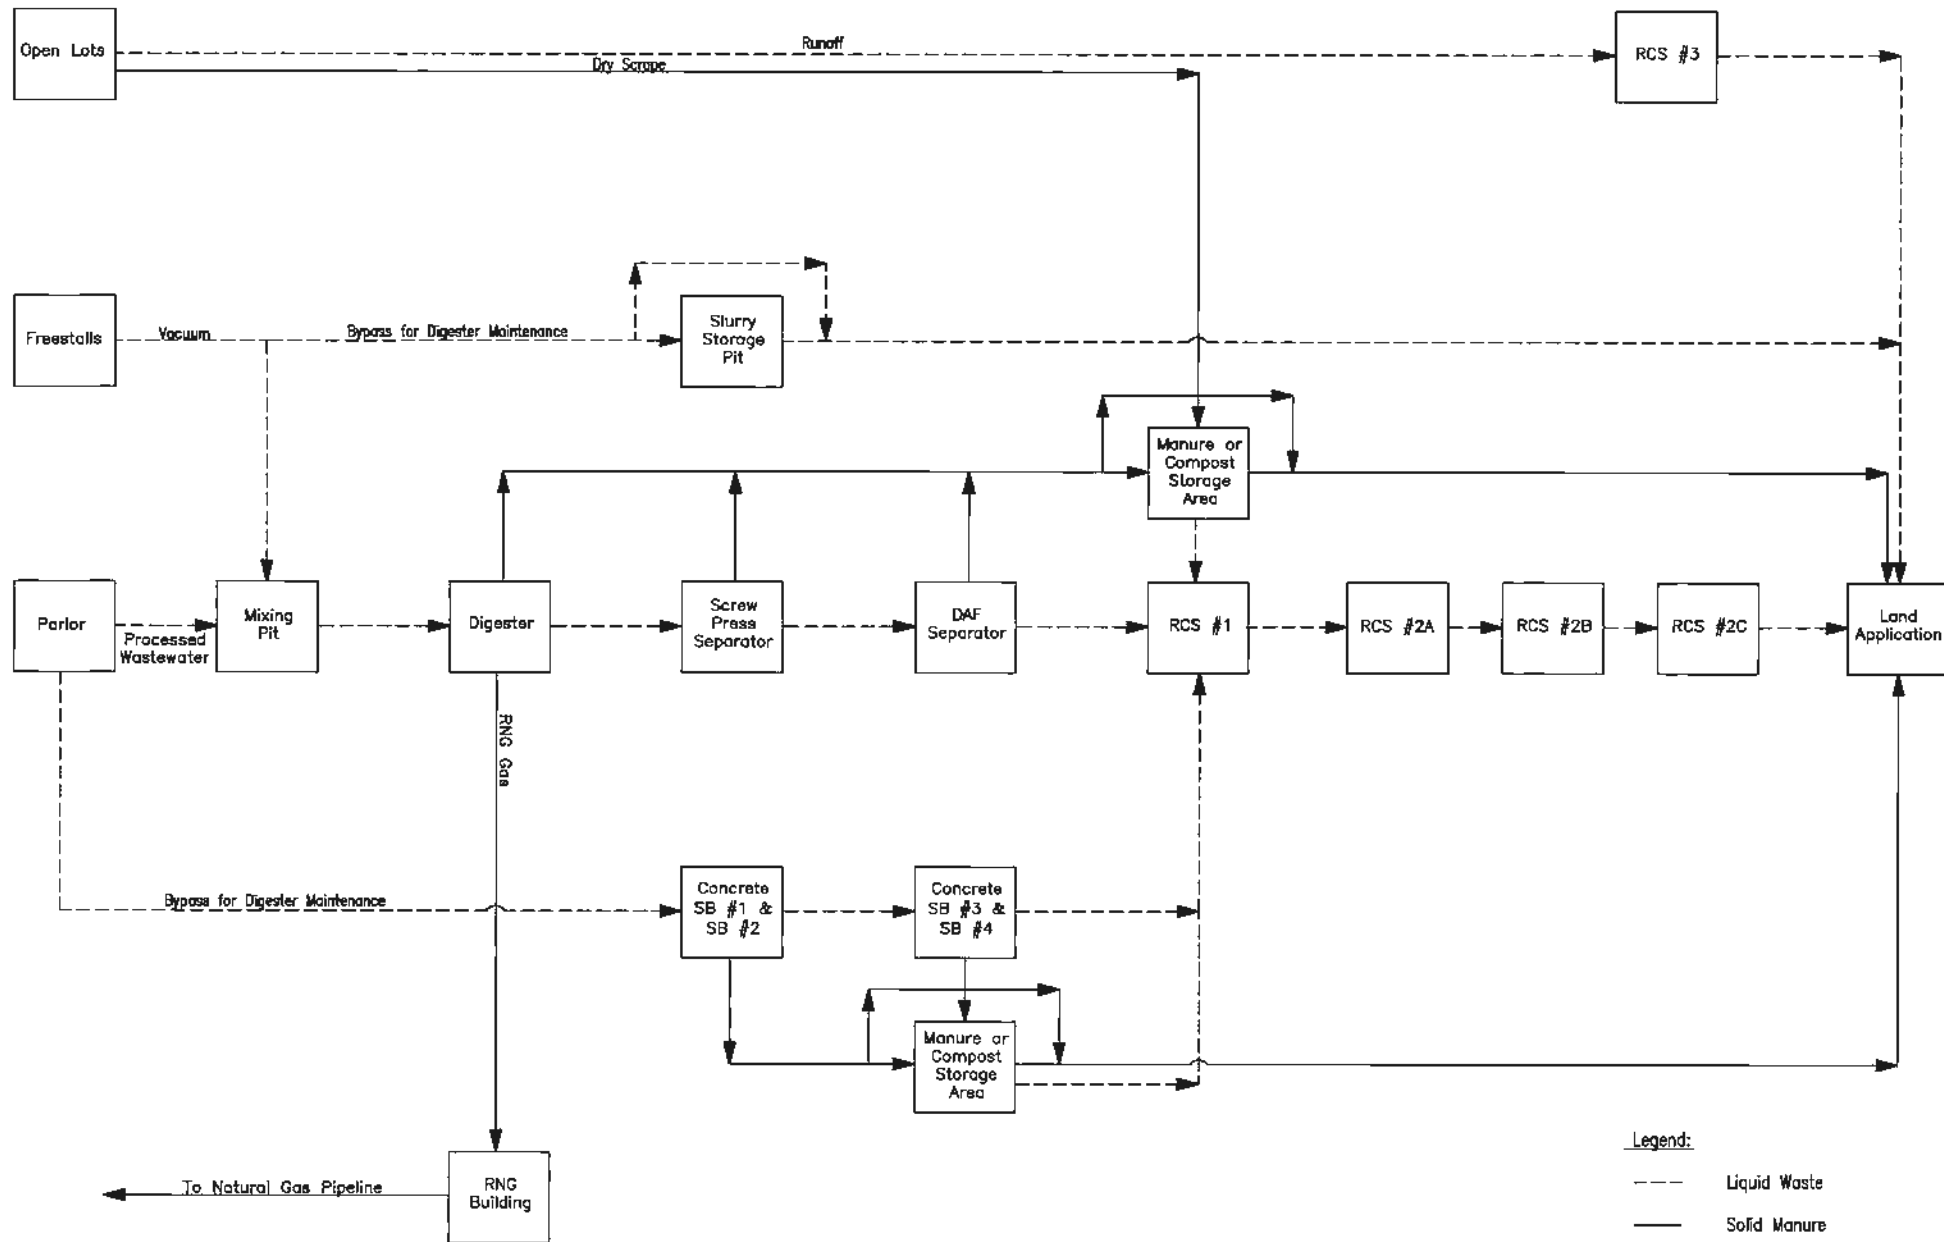 Open Lots
Runoff
Dry Scrape
RCS #3
Freestalls
Vacuum
Bypass for Digester Maintenance
Slurry
Storage
Pit
Manure or
Compost
Storage
Area
Parlor
Processed
Wastewater
Mixing
Pit
Digester
Screw
Press
Separator
DAF
Separator
RCS #1
RCS #2A
RCS #2B
RCS #2C
Land
Application
RNG Gas
Bypass for Digester Maintenance
Concrete
SB #1 &
SB #2
Concrete
SB #3 &
SB #4
Manure or
Compost
Storage
Area
To Natural Gas Pipeline
RNG
Building
Legend:
Liquid Waste
Solid Manure